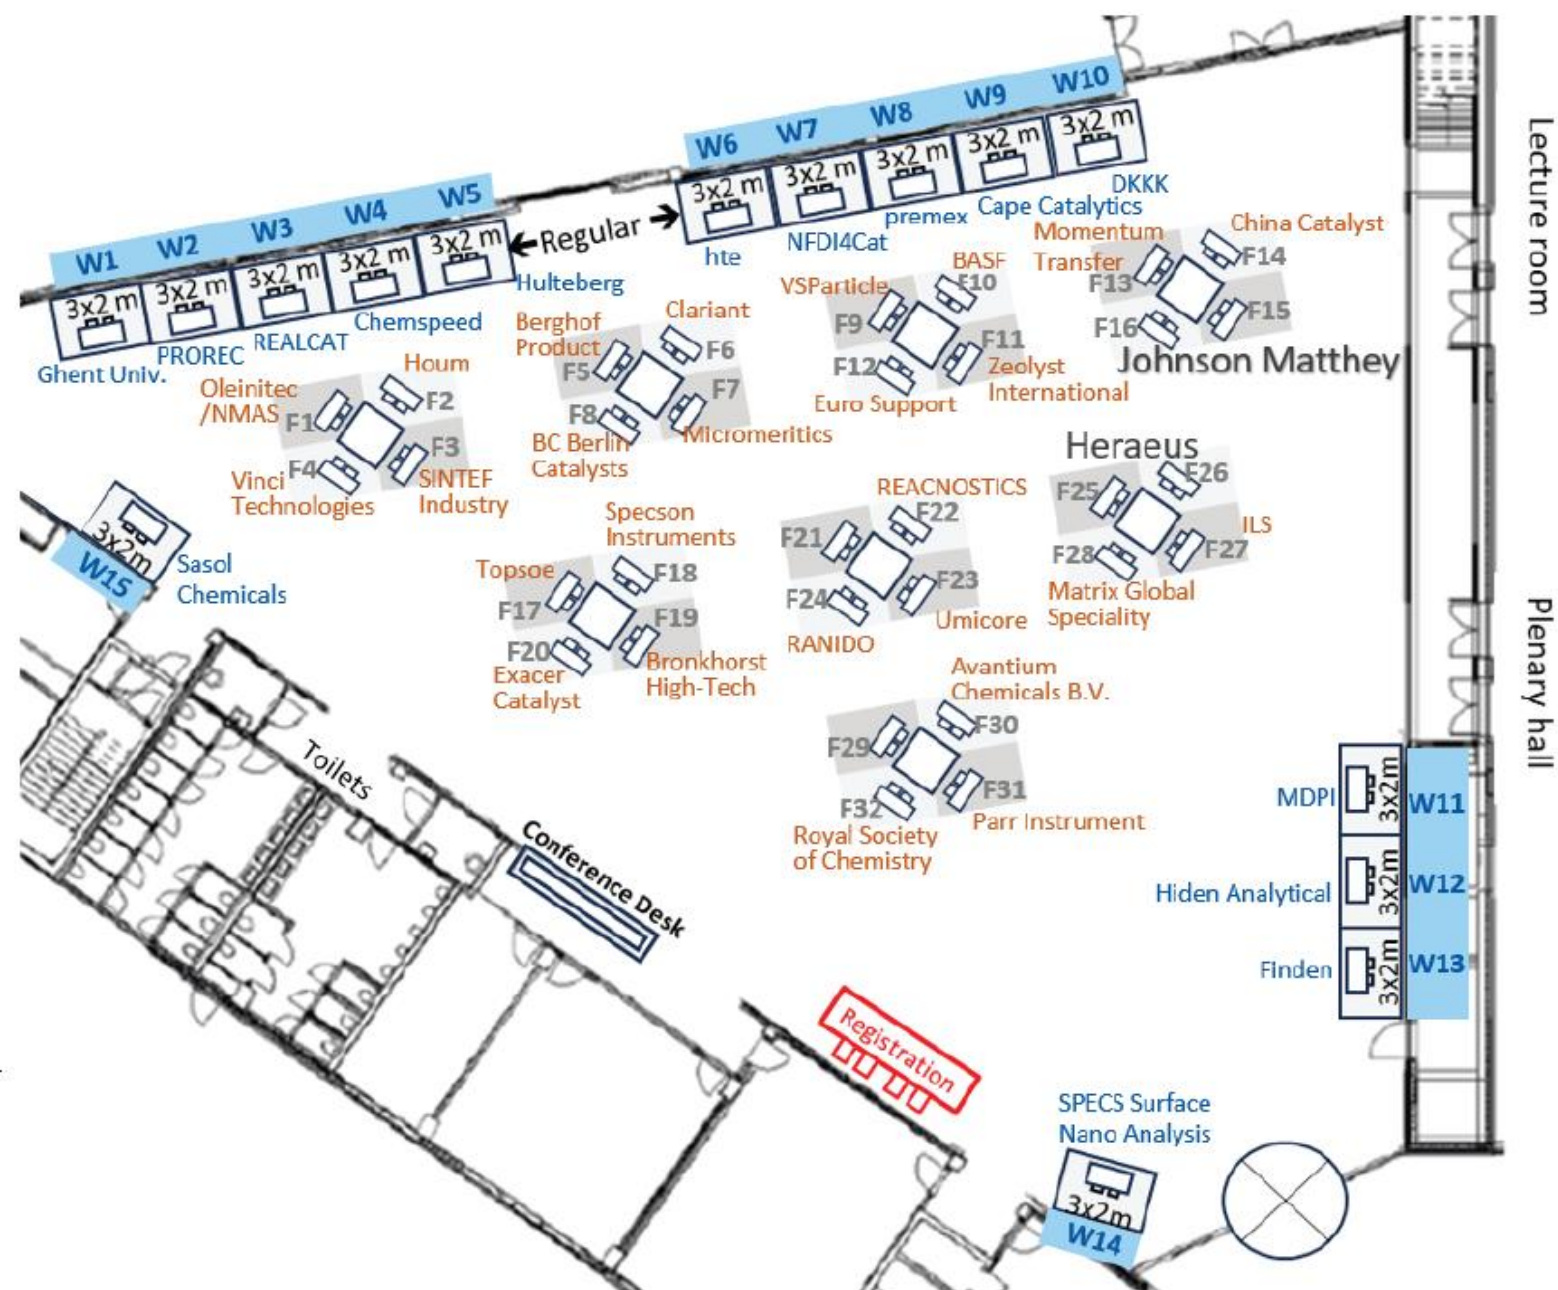 W1
W2
W3
W4
W5
W6
W7
W8
W9
W10
3x2 m
3x2 m
3x2 m
3x2 m
3x2 m
3x2 m
3x2 m
3x2 m
3x2 m
3x2 m
Regular
Ghent Univ.
PROREC
REALCAT
Chemspeed
Hulteberg
hte
NFDI4Cat
premex
Cape Catalytics
DKKK
Lecture room
Oleinitec
/NMAS
F1
Houm
F2
F3
SINTEF
Industry
F4
Vinci
Technologies
Berghof
Product
F5
Clariant
F6
F7
Micromeritics
F8
BC Berlin
Catalysts
VSParticle
F9
BASF
F10
F11
Zeolyst
International
F12
Euro Support
Momentum
Transfer
F13
China Catalyst
F14
F15
F16
Johnson Matthey
W15
3x2m
Sasol
Chemicals
Topsoe
F17
Specson
Instruments
F18
F19
Bronkhorst
High-Tech
F20
Exacer
Catalyst
F21
REACNOSTICS
F22
F23
Umicore
F24
RANIDO
Heraeus
F25
F26
F27
ILS
F28
Matrix Global
Speciality
Plenary hall
F29
Avantium
Chemicals B.V.
F30
F31
Parr Instrument
F32
Royal Society
of Chemistry
Toilets
Conference Desk
MDPI
3x2m
W11
Hiden Analytical
3x2m
W12
Finden
3x2m
W13
Registration
SPECS Surface
Nano Analysis
3x2m
W14